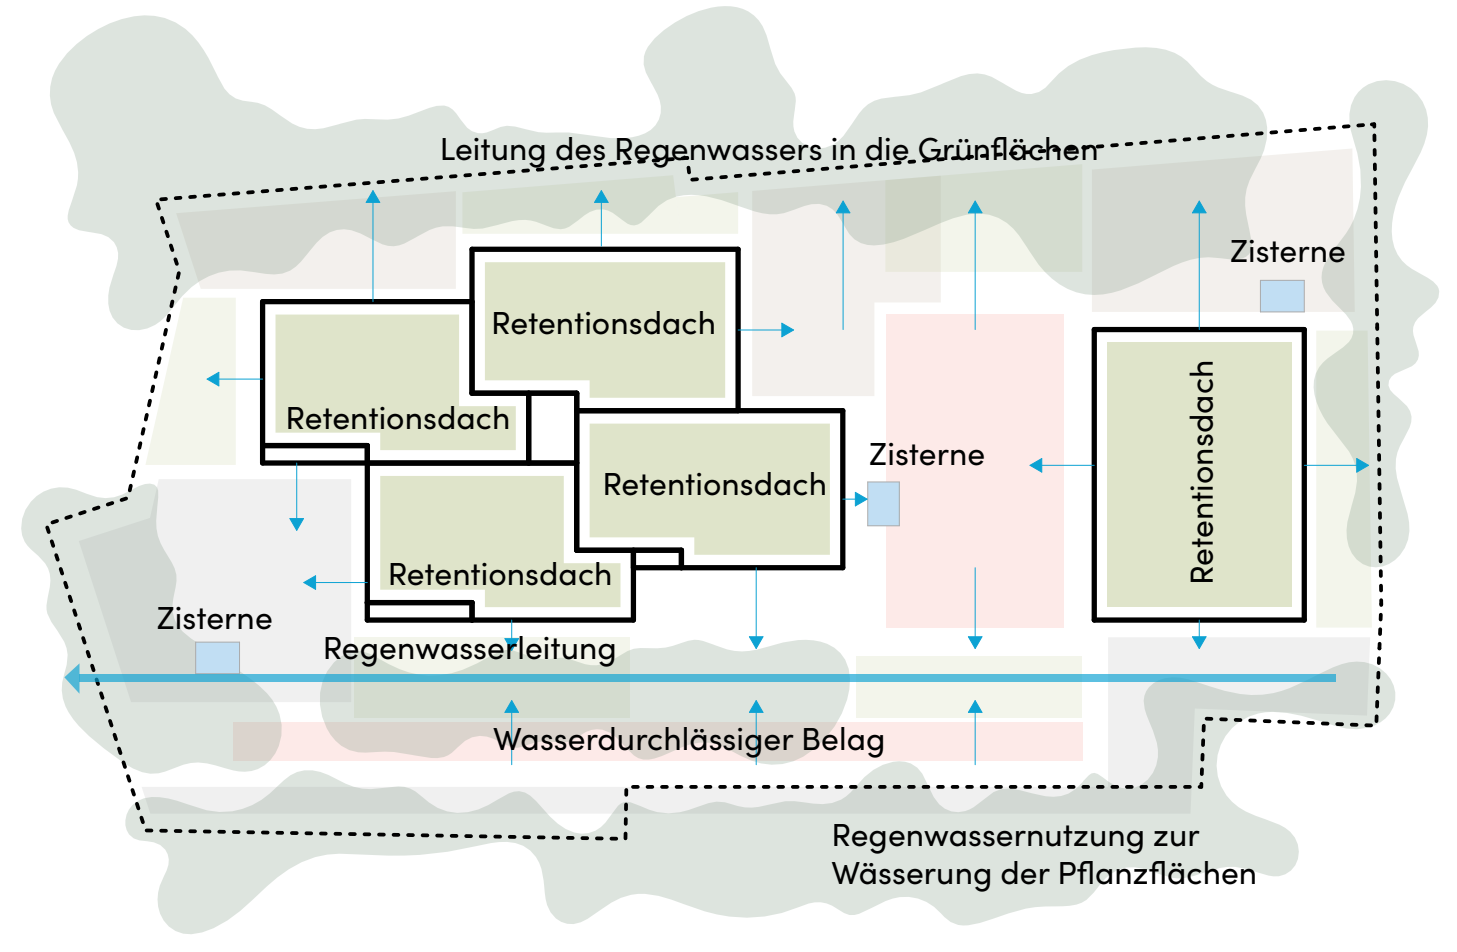 Leitung des Regenwassers in die Grünflächen
Zisterne
Retentionsdach
Retentionsdach
Zisterne
Retentionsdach
Retentionsdach
Retentionsdach
Zisterne
Regenwasserleitung
Wasserdurchlässiger Belag
Regenwassernutzung zur
Wässerung der Pflanzflächen